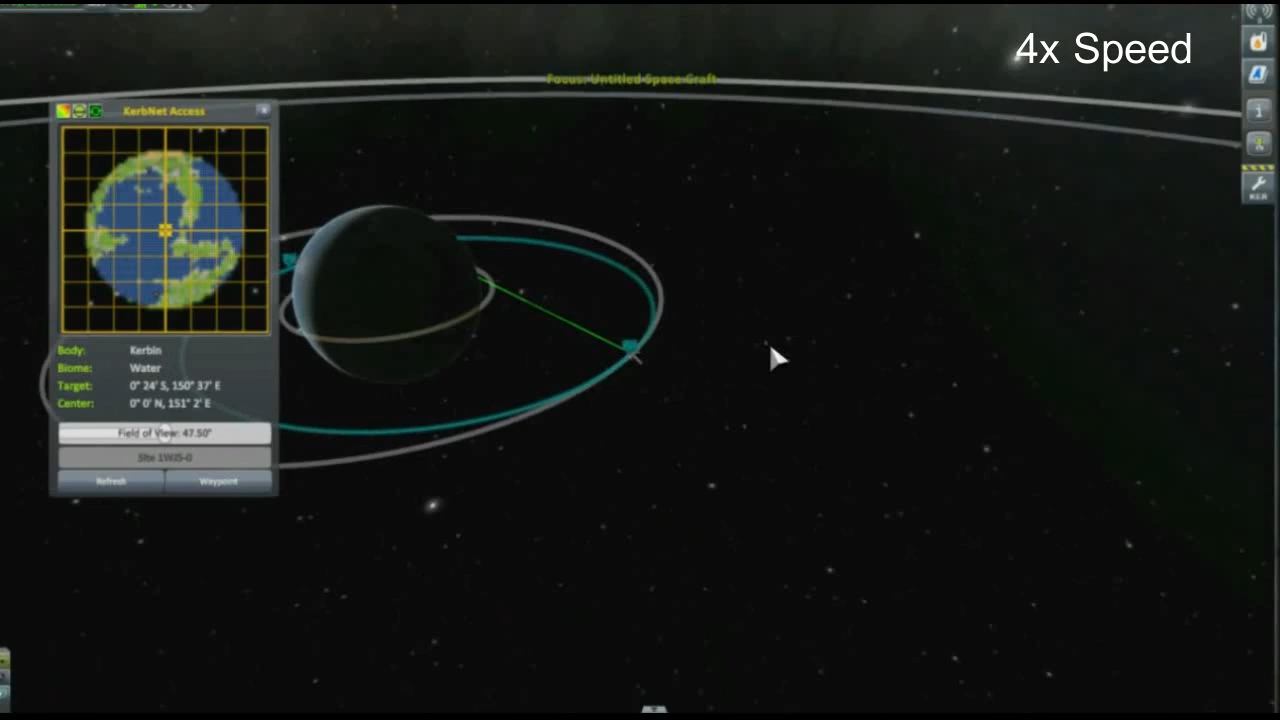 4x Speed
Focus: Untitled Space Craft
KerbNet Access
Body: Kerbin
Biome: Water
Target: 0° 24' S, 150° 37' E
Center: 0° 0' N, 151° 2' E
Field of View: 47.50°
Refresh Waypoint
KER